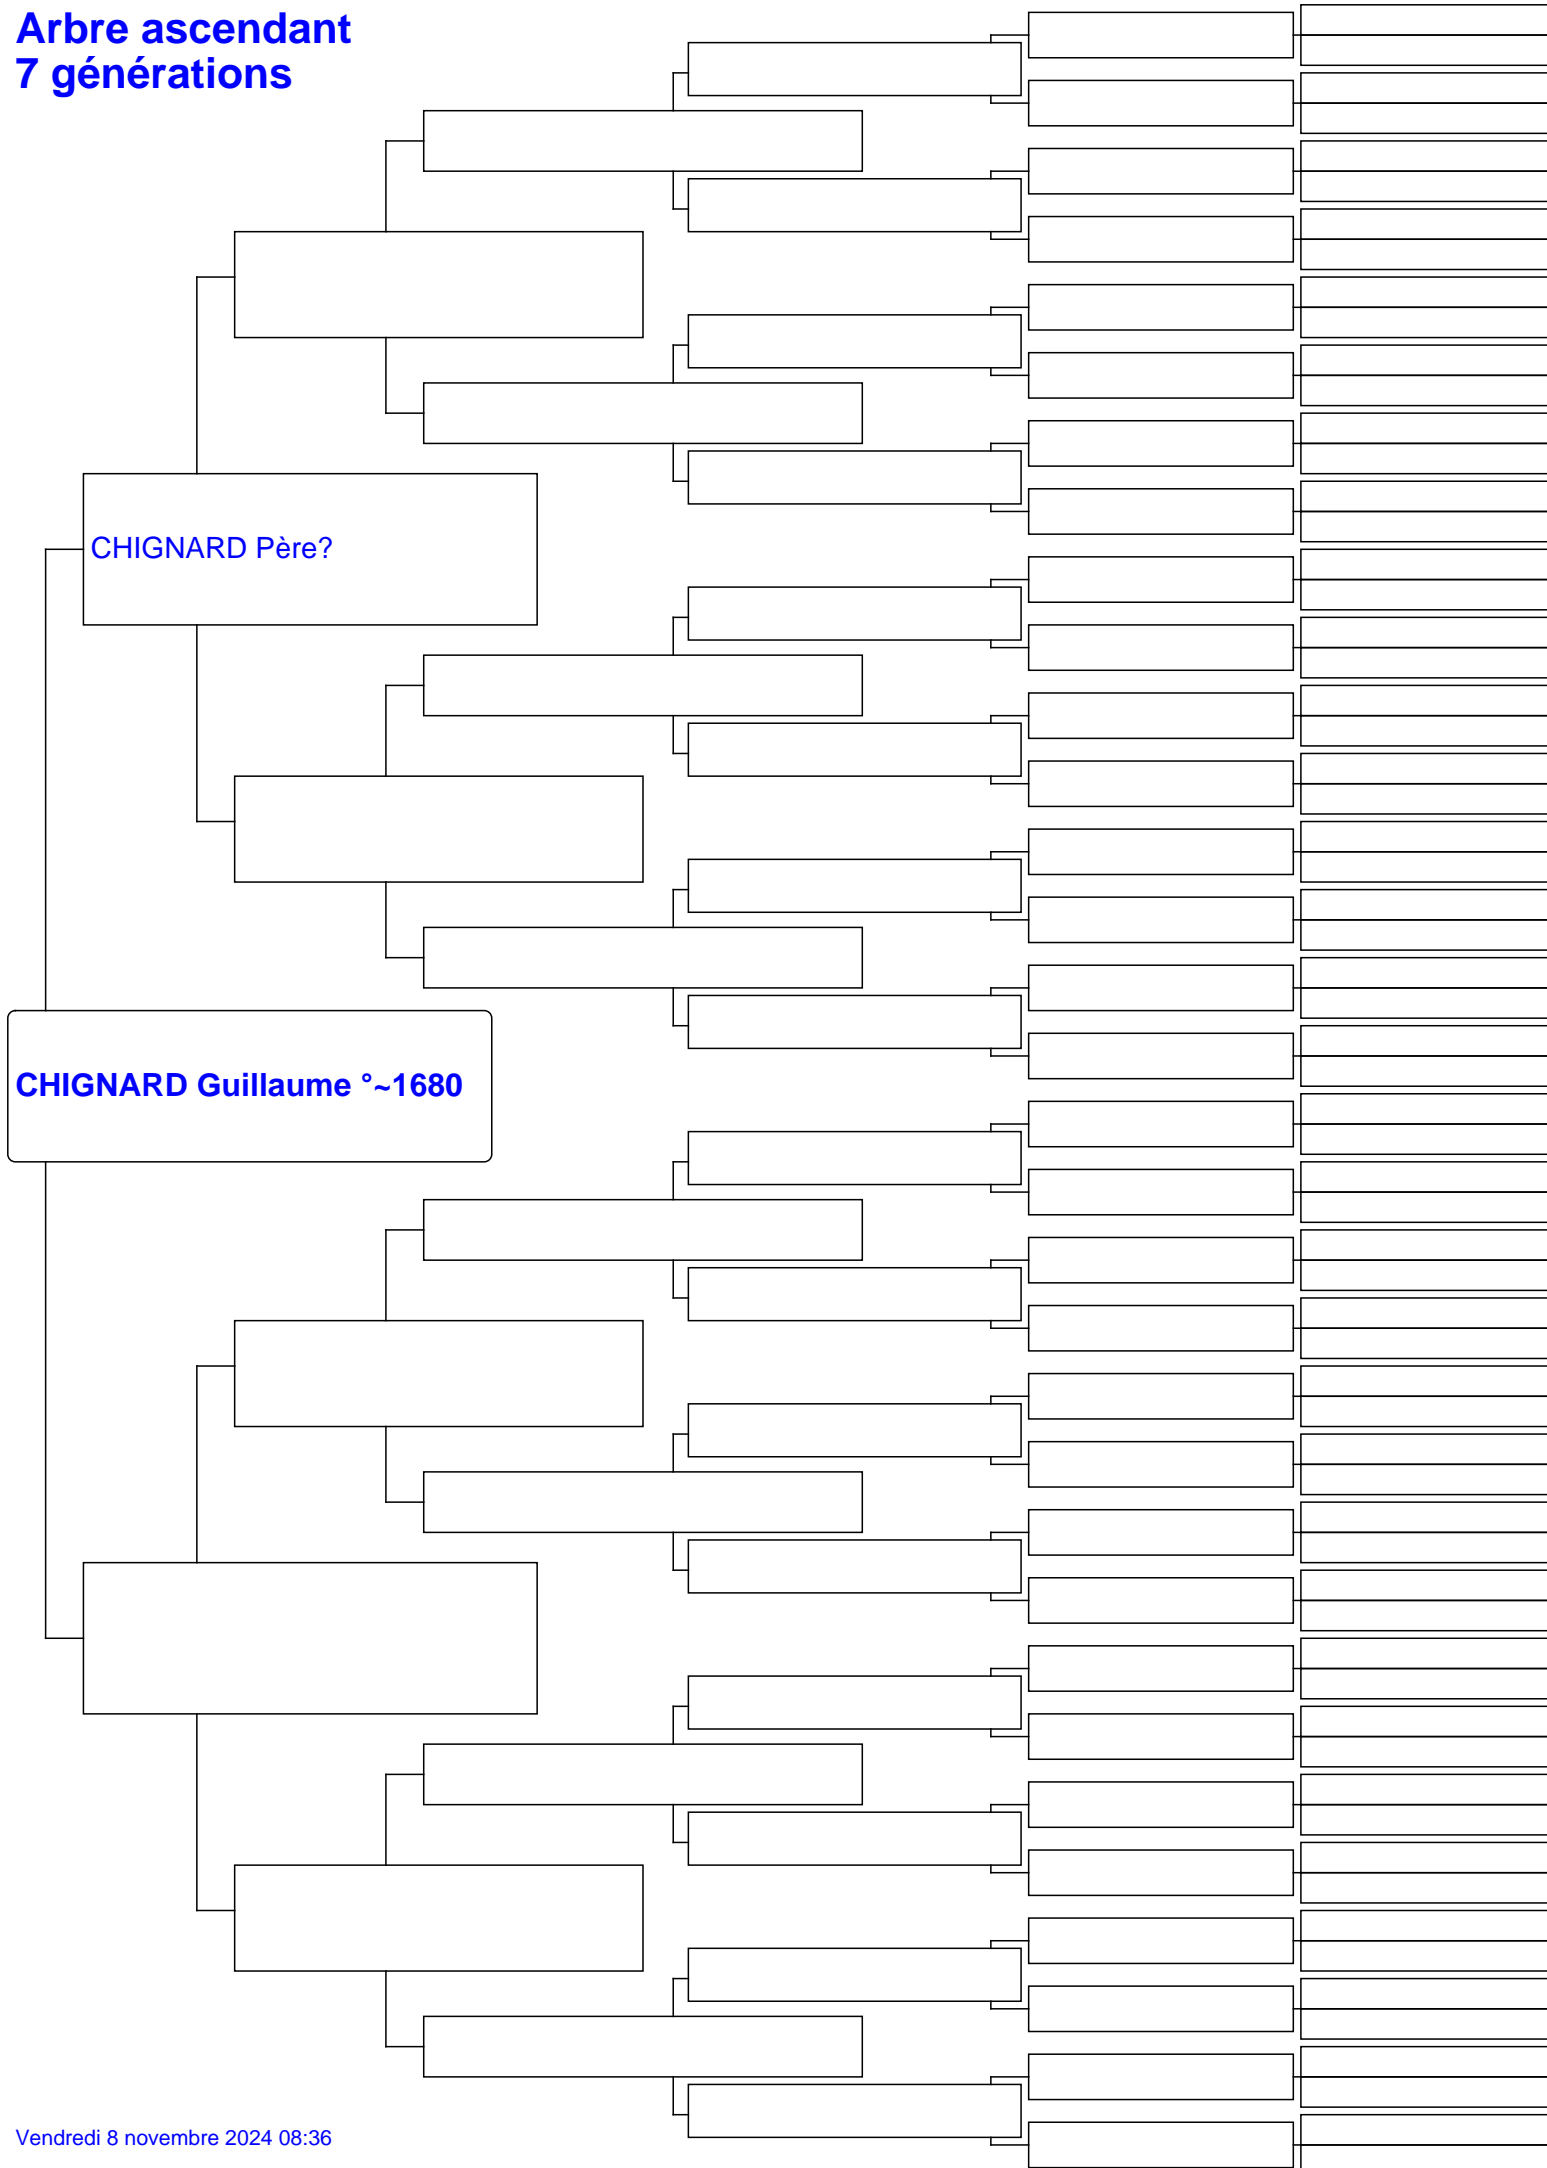 Arbre ascendant
7 générations
CHIGNARD Père?
CHIGNARD Guillaume °~1680
Vendredi 8 novembre 2024 08:36